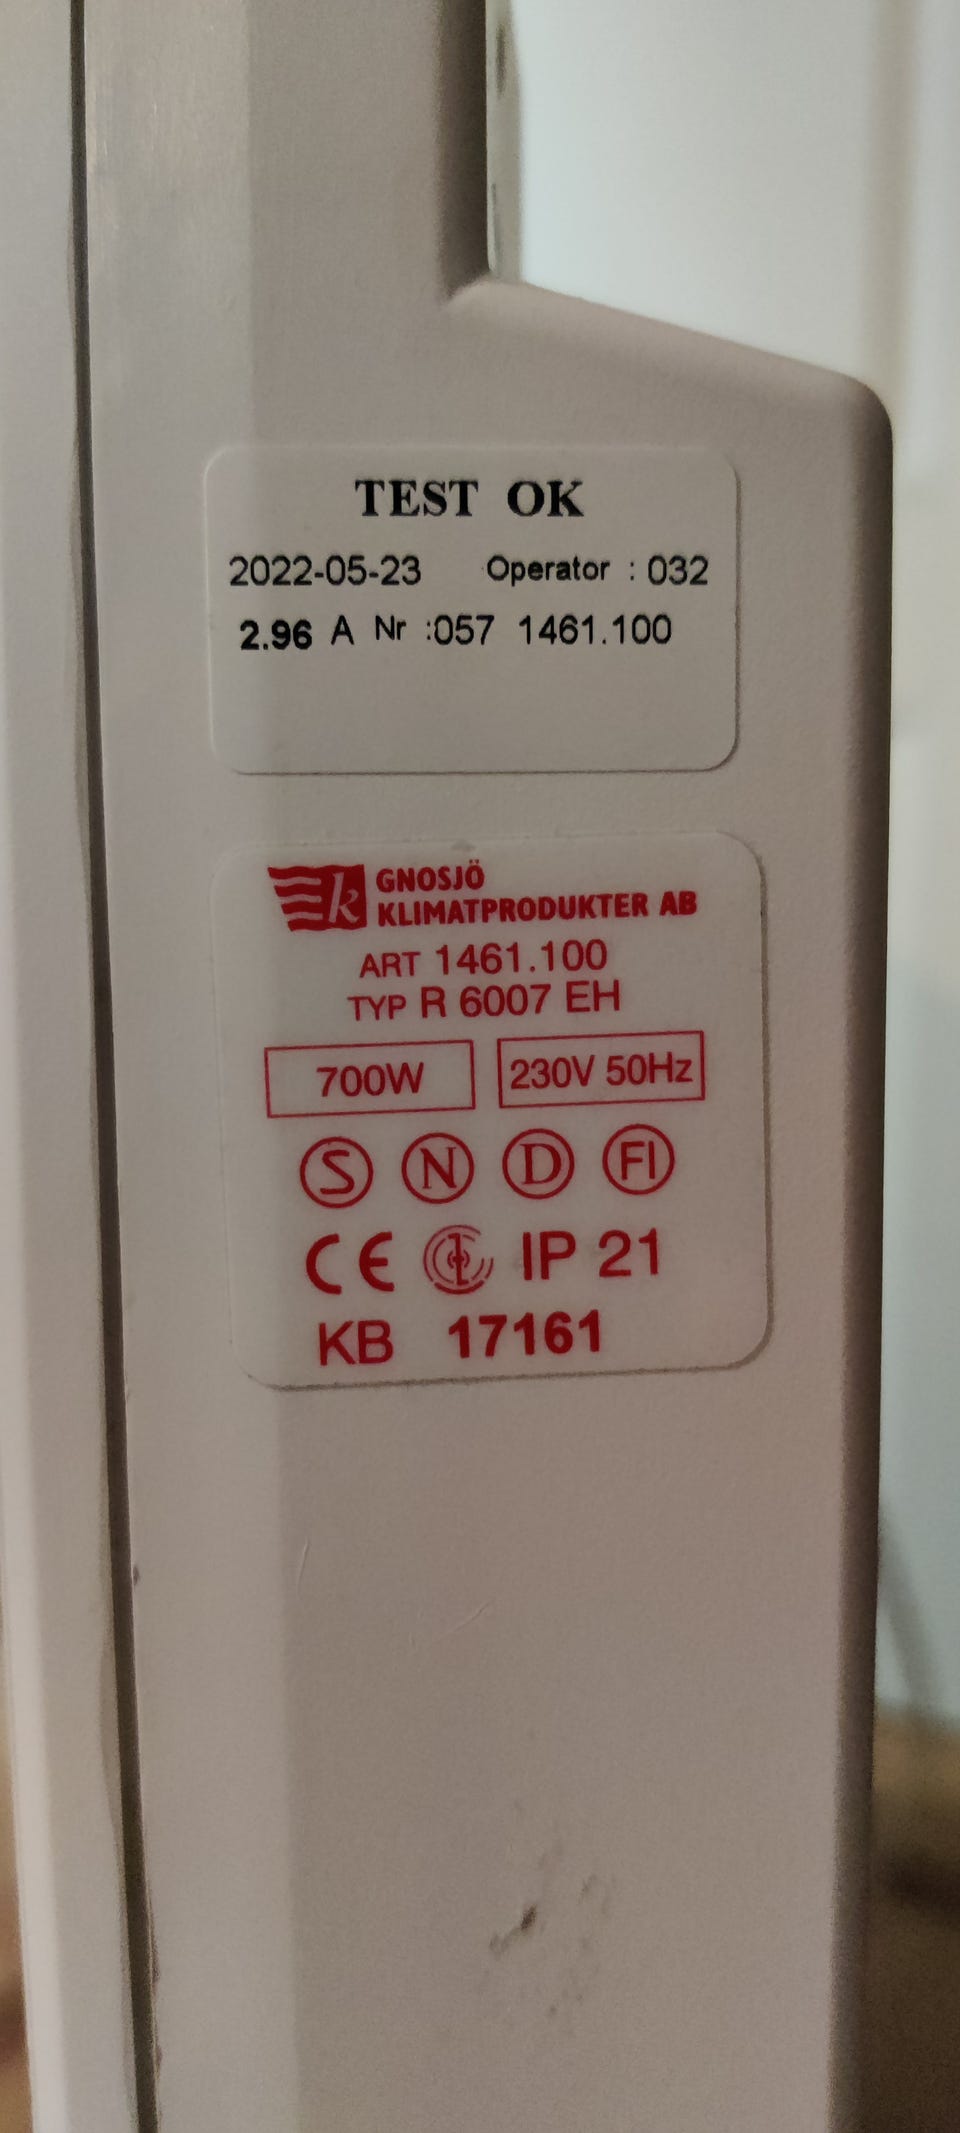 TEST OK
2022-05-23 Operator : 032
2.96 A Nr :057 1461.100
k GNOSJÖ
KLIMATPRODUKTER AB
ART 1461.100
TYP R 6007 EH
700W 230V 50Hz
S N D FI
CE IP 21
KB 17161